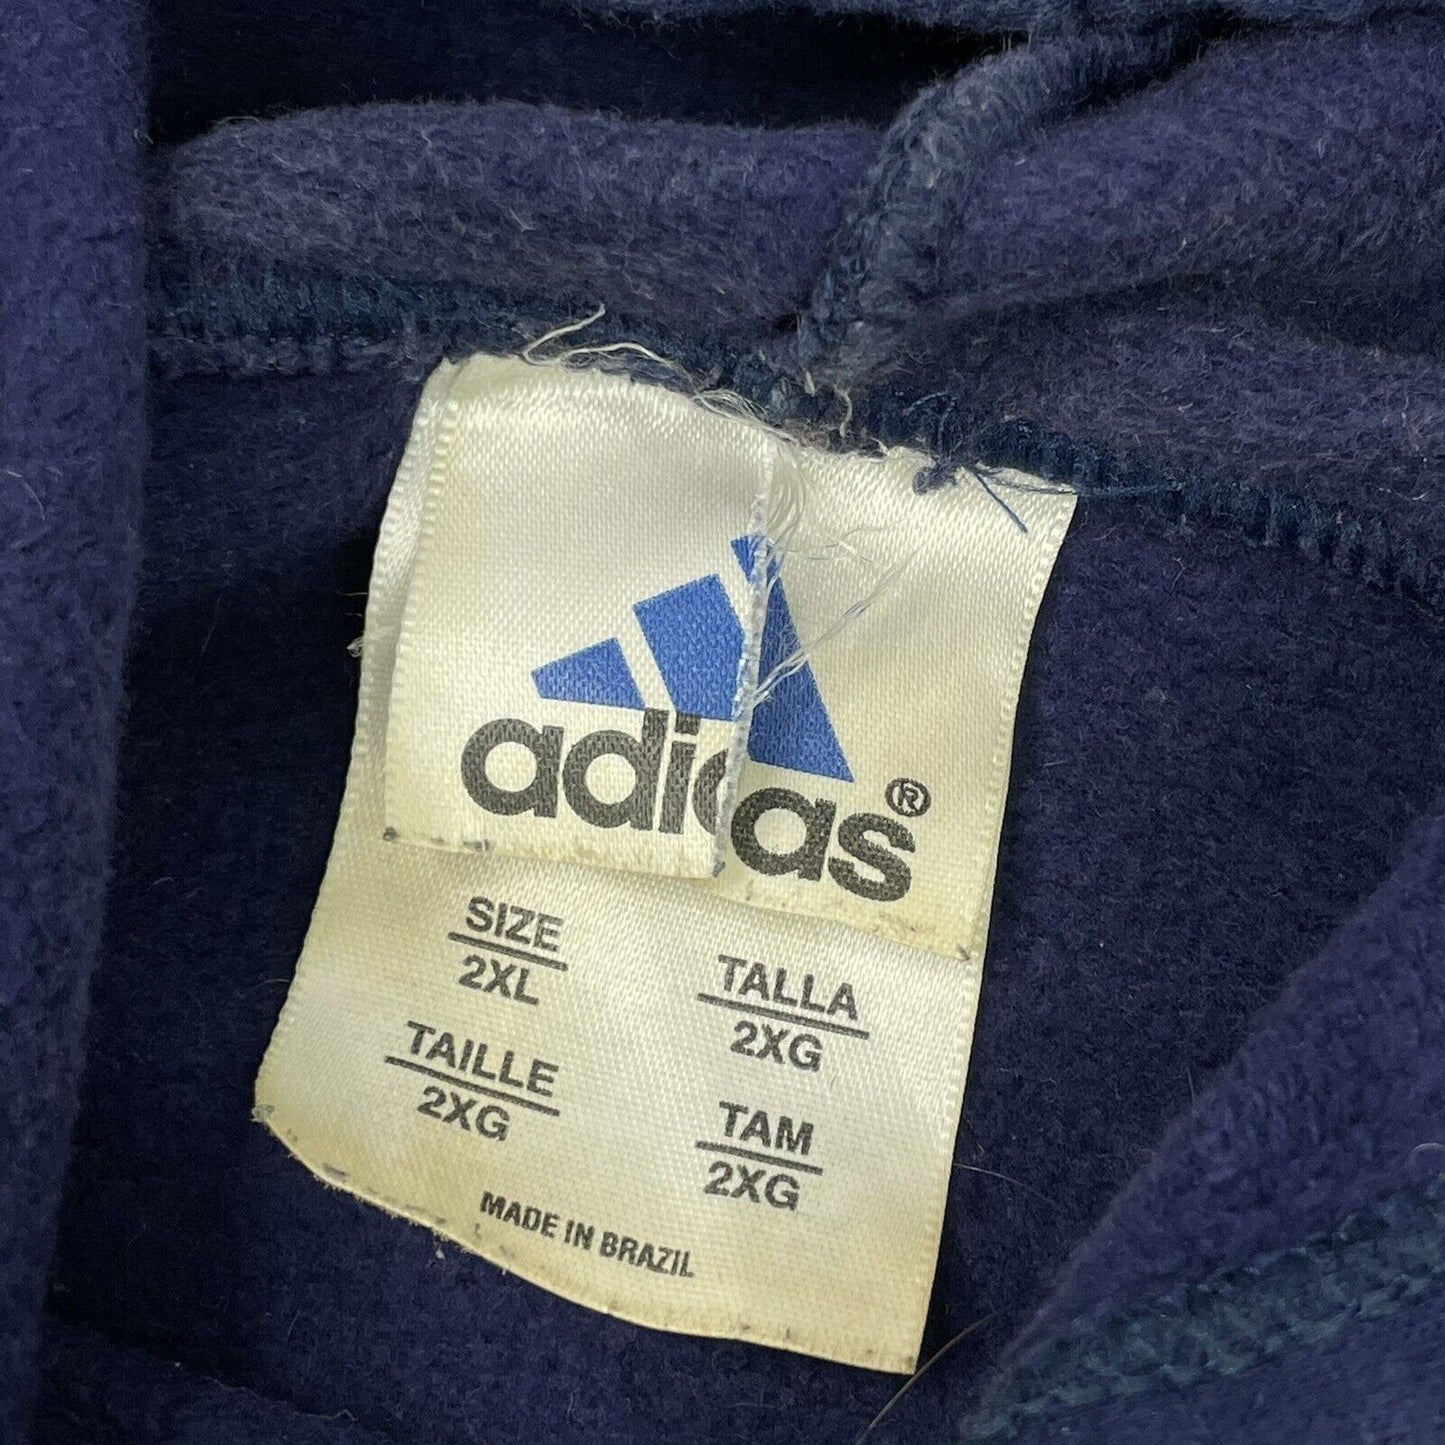 adidas®
SIZE
2XL
TALLA
2XG
TAILLE
2XG
TAM
2XG
MADE IN BRAZIL